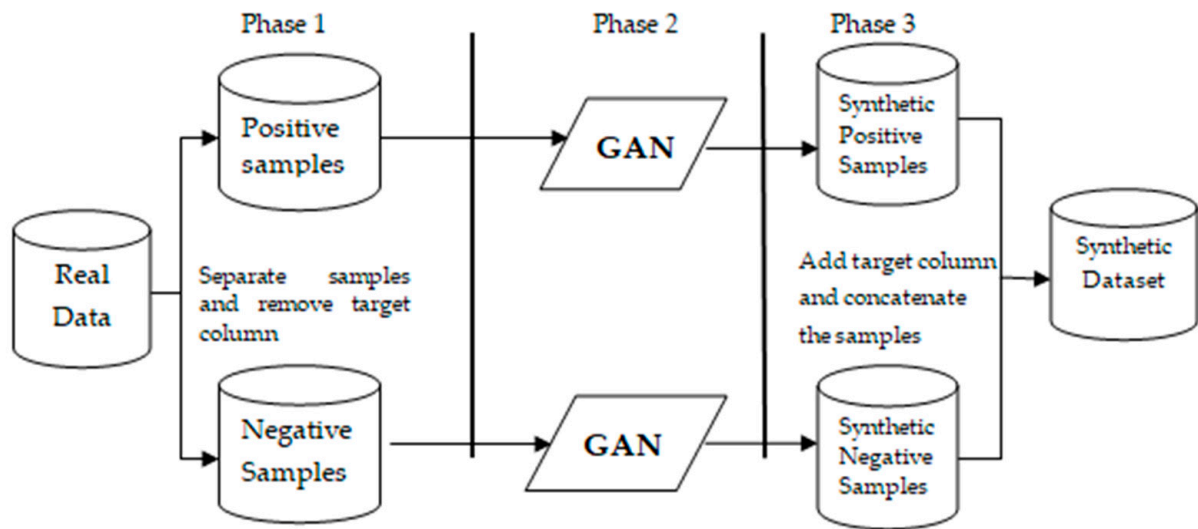 Phase 1
Phase 2
Phase 3
Positive
samples
GAN
Synthetic
Positive
Samples
Real
Data
Separate samples
and remove target
column
Add target column
and concatenate
the samples
Synthetic
Dataset
Negative
Samples
GAN
Synthetic
Negative
Samples